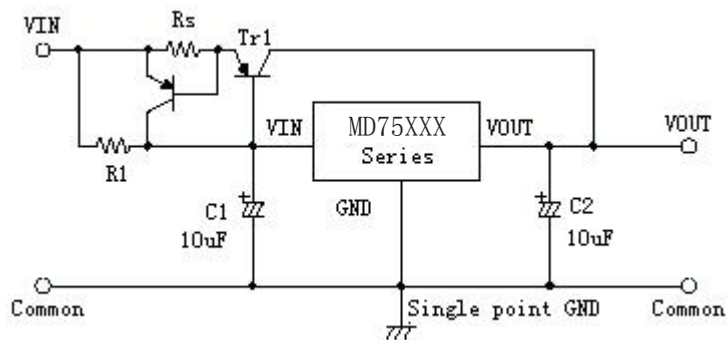 VIN
Rs
Tr1
VIN
MD75XXX
Series
VOUT
VOUT
R1
C1
10uF
GND
C2
10uF
Common
Single point GND
Common